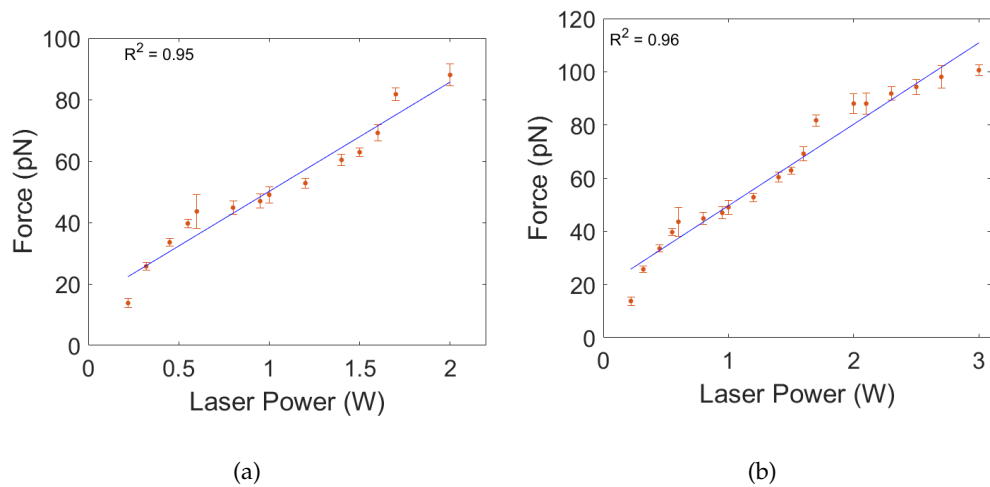 R² = 0.95
100
80
60
40
20
0
Force (pN)
0 0.5 1 1.5 2
Laser Power (W)
(a)
R² = 0.96
120
100
80
60
40
20
0
Force (pN)
0 1 2 3
Laser Power (W)
(b)